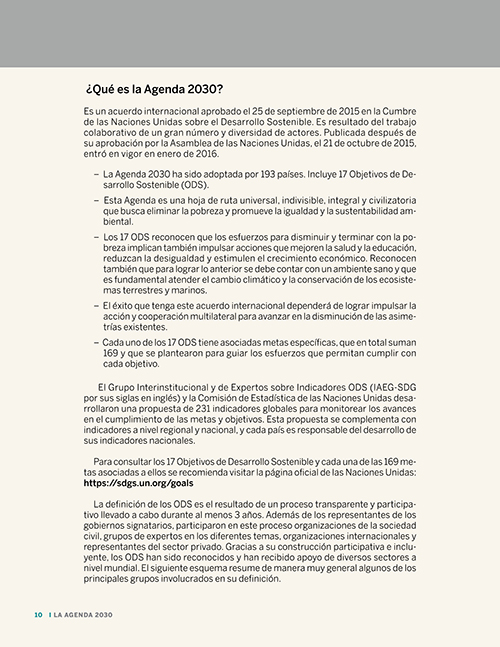 ¿Qué es la Agenda 2030?
Es un acuerdo internacional aprobado el 25 de septiembre de 2015 en la Cumbre
de las Naciones Unidas sobre el Desarrollo Sostenible. Es resultado del trabajo
colaborativo de un gran número y diversidad de actores. Publicada después de
su aprobación por la Asamblea de las Naciones Unidas, el 21 de octubre de 2015,
entró en vigor en enero de 2016.
– La Agenda 2030 ha sido adoptada por 193 países. Incluye 17 Objetivos de De-
sarrollo Sostenible (ODS).
– Esta Agenda es una hoja de ruta universal, indivisible, integral y civilizatoria
que busca eliminar la pobreza y promueve la igualdad y la sustentabilidad am-
biental.
– Los 17 ODS reconocen que los esfuerzos para disminuir y terminar con la po-
breza implican también impulsar acciones que mejoren la salud y la educación,
reduzcan la desigualdad y estimulen el crecimiento económico. Reconocen
también que para lograr lo anterior se debe contar con un ambiente sano y que
es fundamental atender el cambio climático y la conservación de los ecosiste-
mas terrestres y marinos.
– El éxito que tenga este acuerdo internacional dependerá de lograr impulsar la
acción y cooperación multilateral para avanzar en la disminución de las asime-
trías existentes.
– Cada uno de los 17 ODS tiene asociadas metas específicas, que en total suman
169 y que se plantearon para guiar los esfuerzos que permitan cumplir con
cada objetivo.
El Grupo Interinstitucional y de Expertos sobre Indicadores ODS (IAEG-SDG
por sus siglas en inglés) y la Comisión de Estadística de las Naciones Unidas desa-
rrollaron una propuesta de 231 indicadores globales para monitorear los avances
en el cumplimiento de las metas y objetivos. Esta propuesta se complementa con
indicadores a nivel regional y nacional, y cada país es responsable del desarrollo de
sus indicadores nacionales.
Para consultar los 17 Objetivos de Desarrollo Sostenible y cada una de las 169 me-
tas asociadas a ellos se recomienda visitar la página oficial de las Naciones Unidas:
https://sdgs.un.org/goals
La definición de los ODS es el resultado de un proceso transparente y participa-
tivo llevado a cabo durante al menos 3 años. Además de los representantes de los
gobiernos signatarios, participaron en este proceso organizaciones de la sociedad
civil, grupos de expertos en los diferentes temas, organizaciones internacionales y
representantes del sector privado. Gracias a su construcción participativa e inclu-
yente, los ODS han sido reconocidos y han recibido apoyo de diversos sectores a
nivel mundial. El siguiente esquema resume de manera muy general algunos de los
principales grupos involucrados en su definición.
10 | LA AGENDA 2030